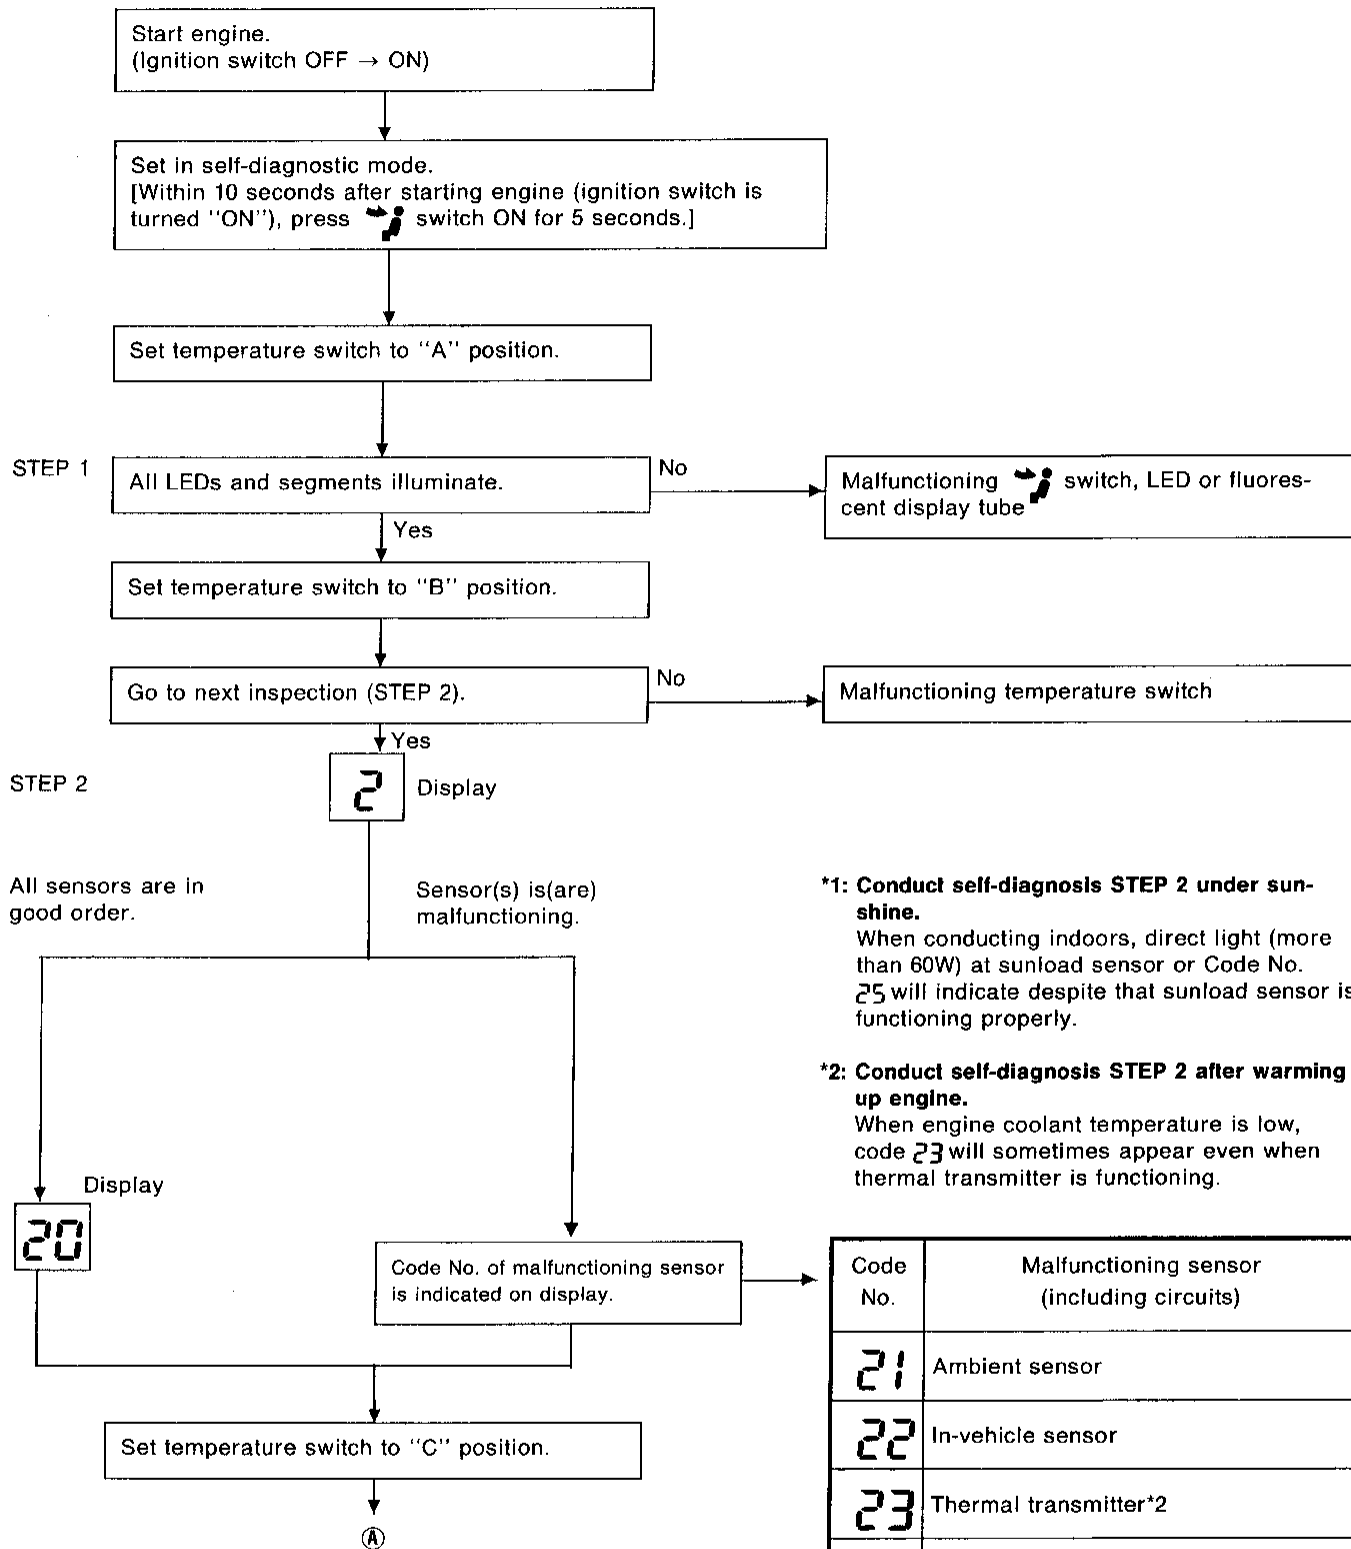 Start engine.
(Ignition switch OFF → ON)
Set in self-diagnostic mode.
[Within 10 seconds after starting engine (ignition switch is
turned "ON"), press switch ON for 5 seconds.]
Set temperature switch to "A" position.
STEP 1
All LEDs and segments illuminate.
No
Malfunctioning switch, LED or fluores-
cent display tube
Yes
Set temperature switch to "B" position.
Go to next inspection (STEP 2).
No
Malfunctioning temperature switch
Yes
STEP 2
2
Display
All sensors are in
good order.
Sensor(s) is(are)
malfunctioning.
*1: Conduct self-diagnosis STEP 2 under sun-
shine.
When conducting indoors, direct light (more
than 60W) at sunload sensor or Code No.
25 will indicate despite that sunload sensor is
functioning properly.
*2: Conduct self-diagnosis STEP 2 after warming
up engine.
When engine coolant temperature is low,
code 23 will sometimes appear even when
thermal transmitter is functioning.
Display
20
Code No. of malfunctioning sensor
is indicated on display.
Code
No.
Malfunctioning sensor
(including circuits)
21 Ambient sensor
22 In-vehicle sensor
23 Thermal transmitter*2
Set temperature switch to "C" position.
Ⓐ